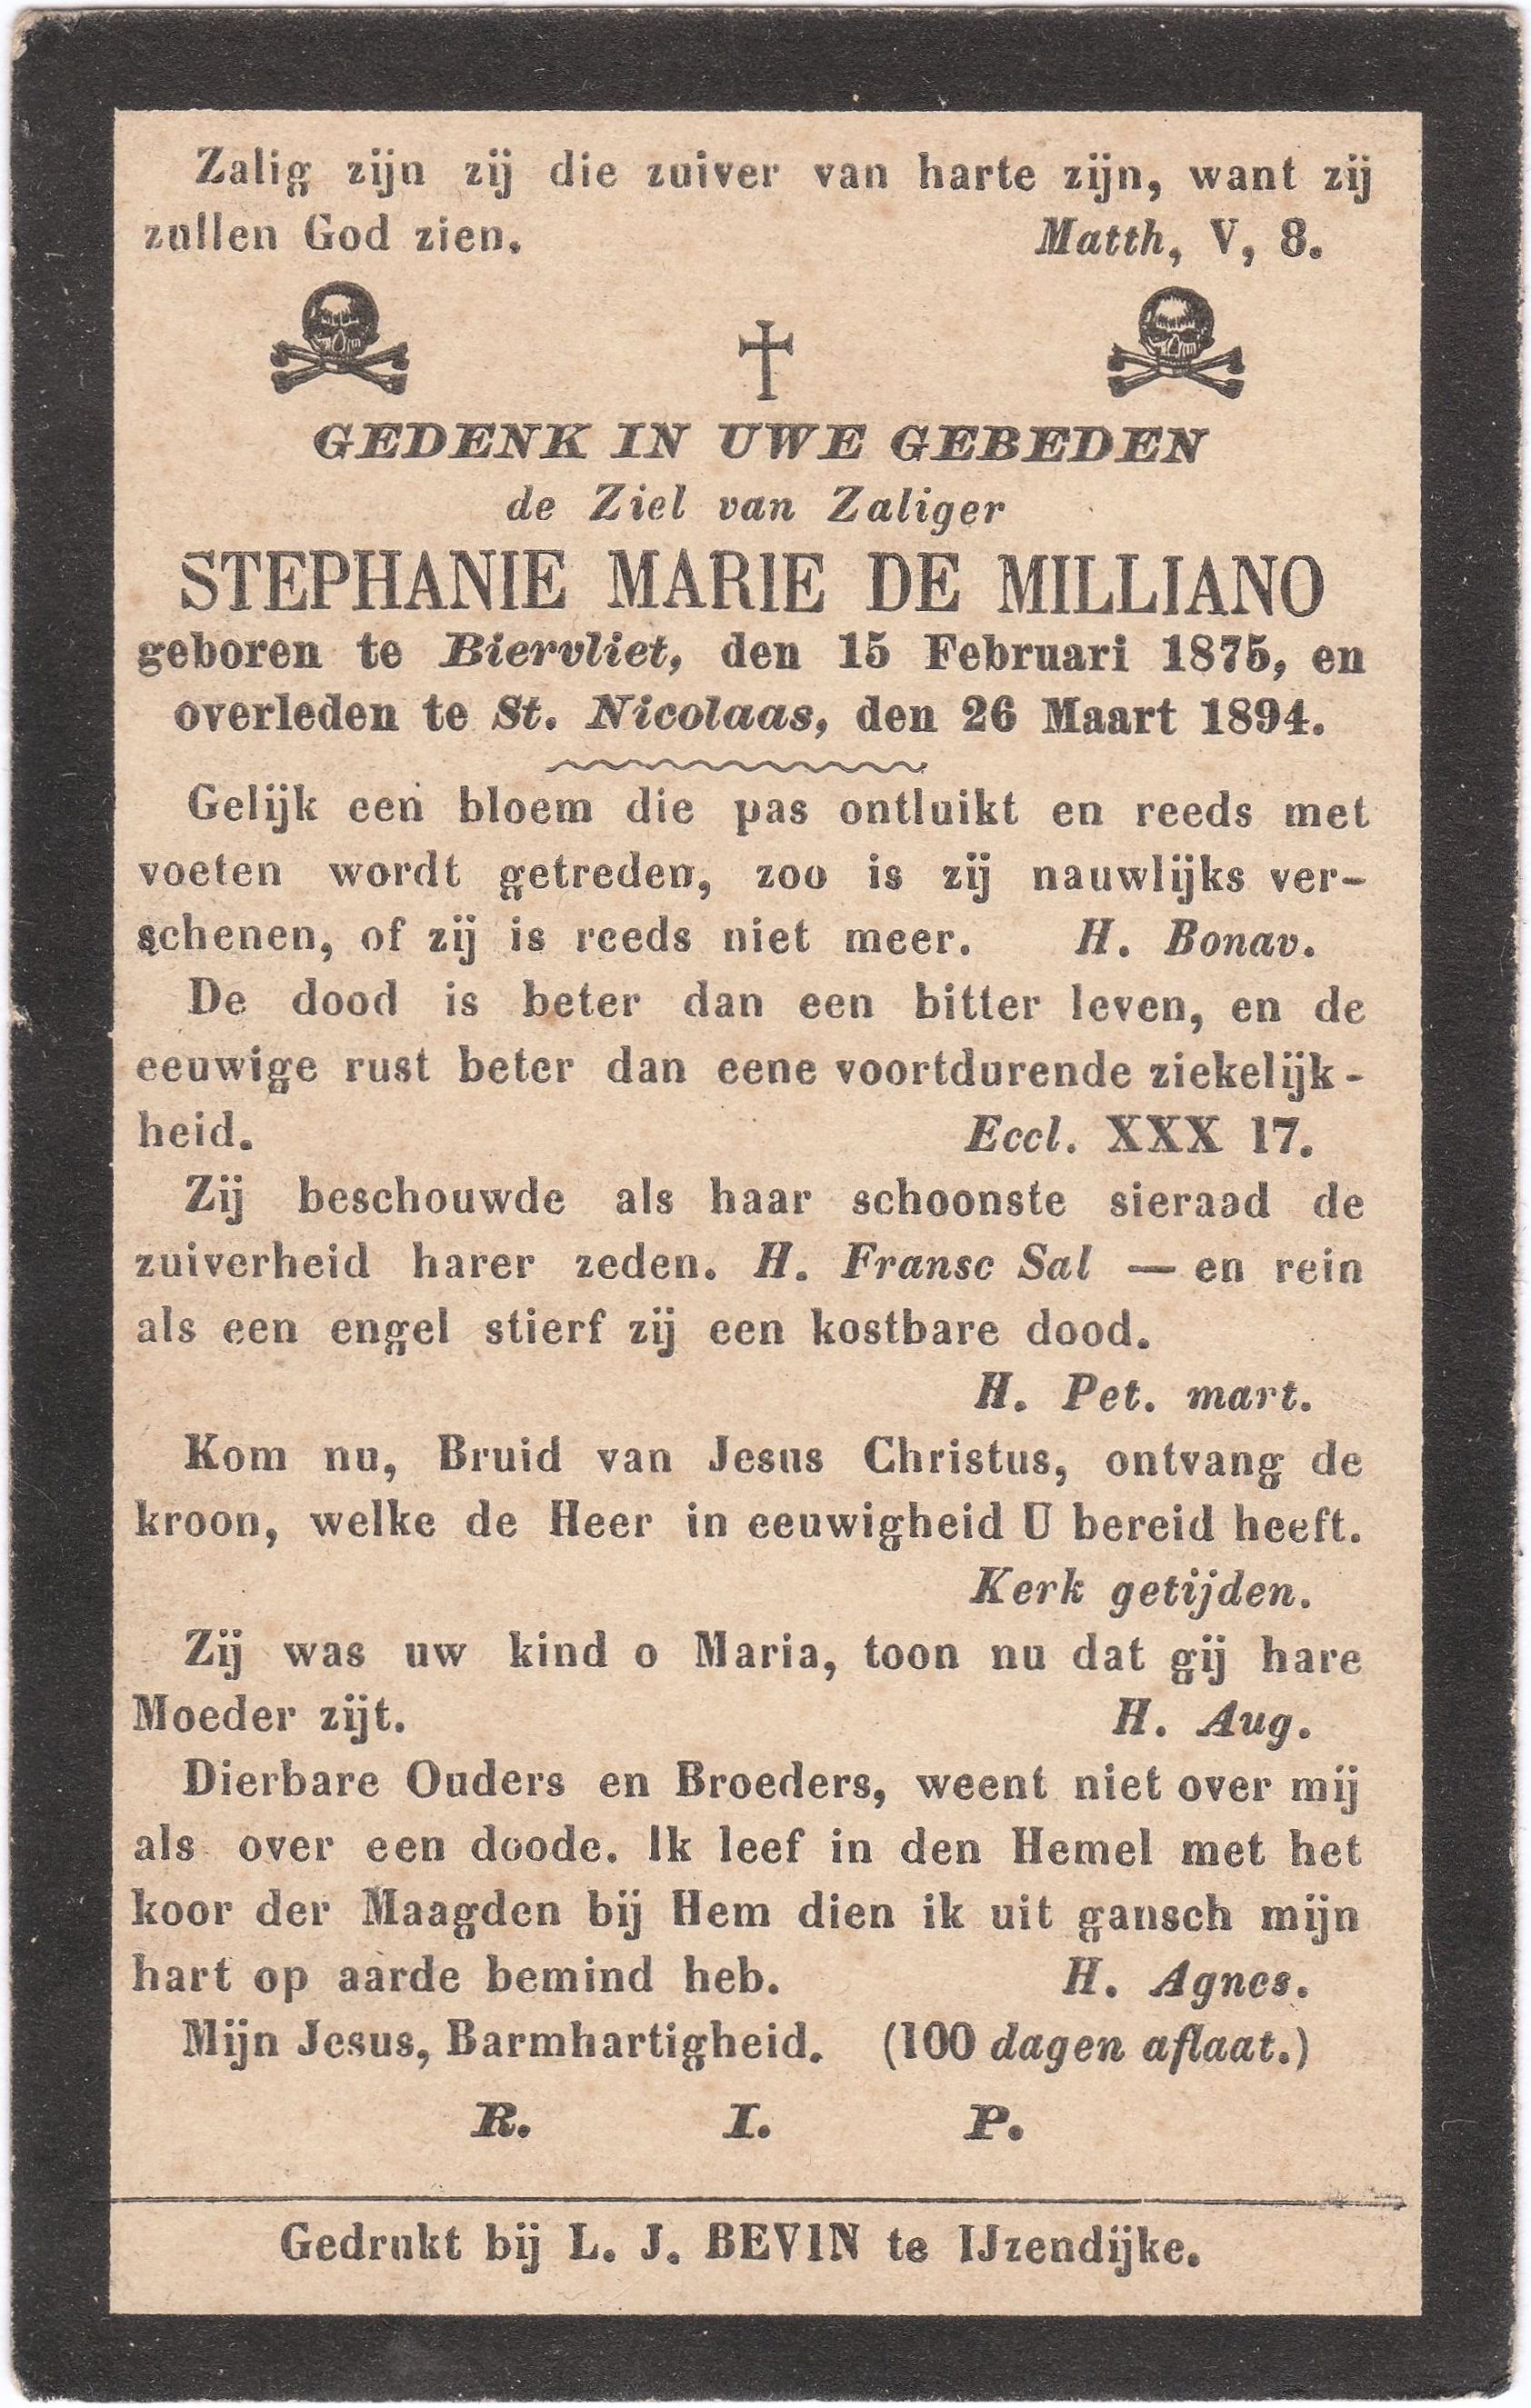 Zalig zijn zij die zuiver van harte zijn, want zij
zullen God zien. Matth, V, 8.
GEDENK IN UWE GEBEDEN
de Ziel van Zaliger
STEPHANIE MARIE DE MILLIANO
geboren te Biervliet, den 15 Februari 1875, en
overleden te St. Nicolaas, den 26 Maart 1894.
Gelijk een bloem die pas ontluikt en reeds met
voeten wordt getreden, zoo is zij nauwlijks ver-
schenen, of zij is reeds niet meer. H. Bonav.
De dood is beter dan een bitter leven, en de
eeuwige rust beter dan eene voortdurende ziekelijk-
heid. Eccl. XXX 17.
Zij beschouwde als haar schoonste sieraad de
zuiverheid harer zeden. H. Fransc Sal — en rein
als een engel stierf zij een kostbare dood.
H. Pet. mart.
Kom nu, Bruid van Jesus Christus, ontvang de
kroon, welke de Heer in eeuwigheid U bereid heeft.
Kerk getijden.
Zij was uw kind o Maria, toon nu dat gij hare
Moeder zijt. H. Aug.
Dierbare Ouders en Broeders, weent niet over mij
als over een doode. Ik leef in den Hemel met het
koor der Maagden bij Hem dien ik uit gansch mijn
hart op aarde bemind heb. H. Agnes.
Mijn Jesus, Barmhartigheid. (100 dagen aflaat.)
R. I. P.
Gedrukt bij L. J. BEVIN te IJzendijke.